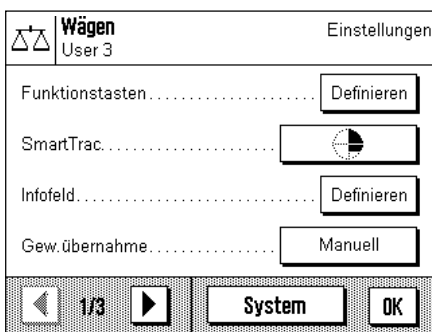 Wägen
Einstellungen
User 3
Funktionstasten.................... Definieren
SmartTrac.....................
Infofeld............................. Definieren
Gew.übernahme............... Manuell
1/3 System OK